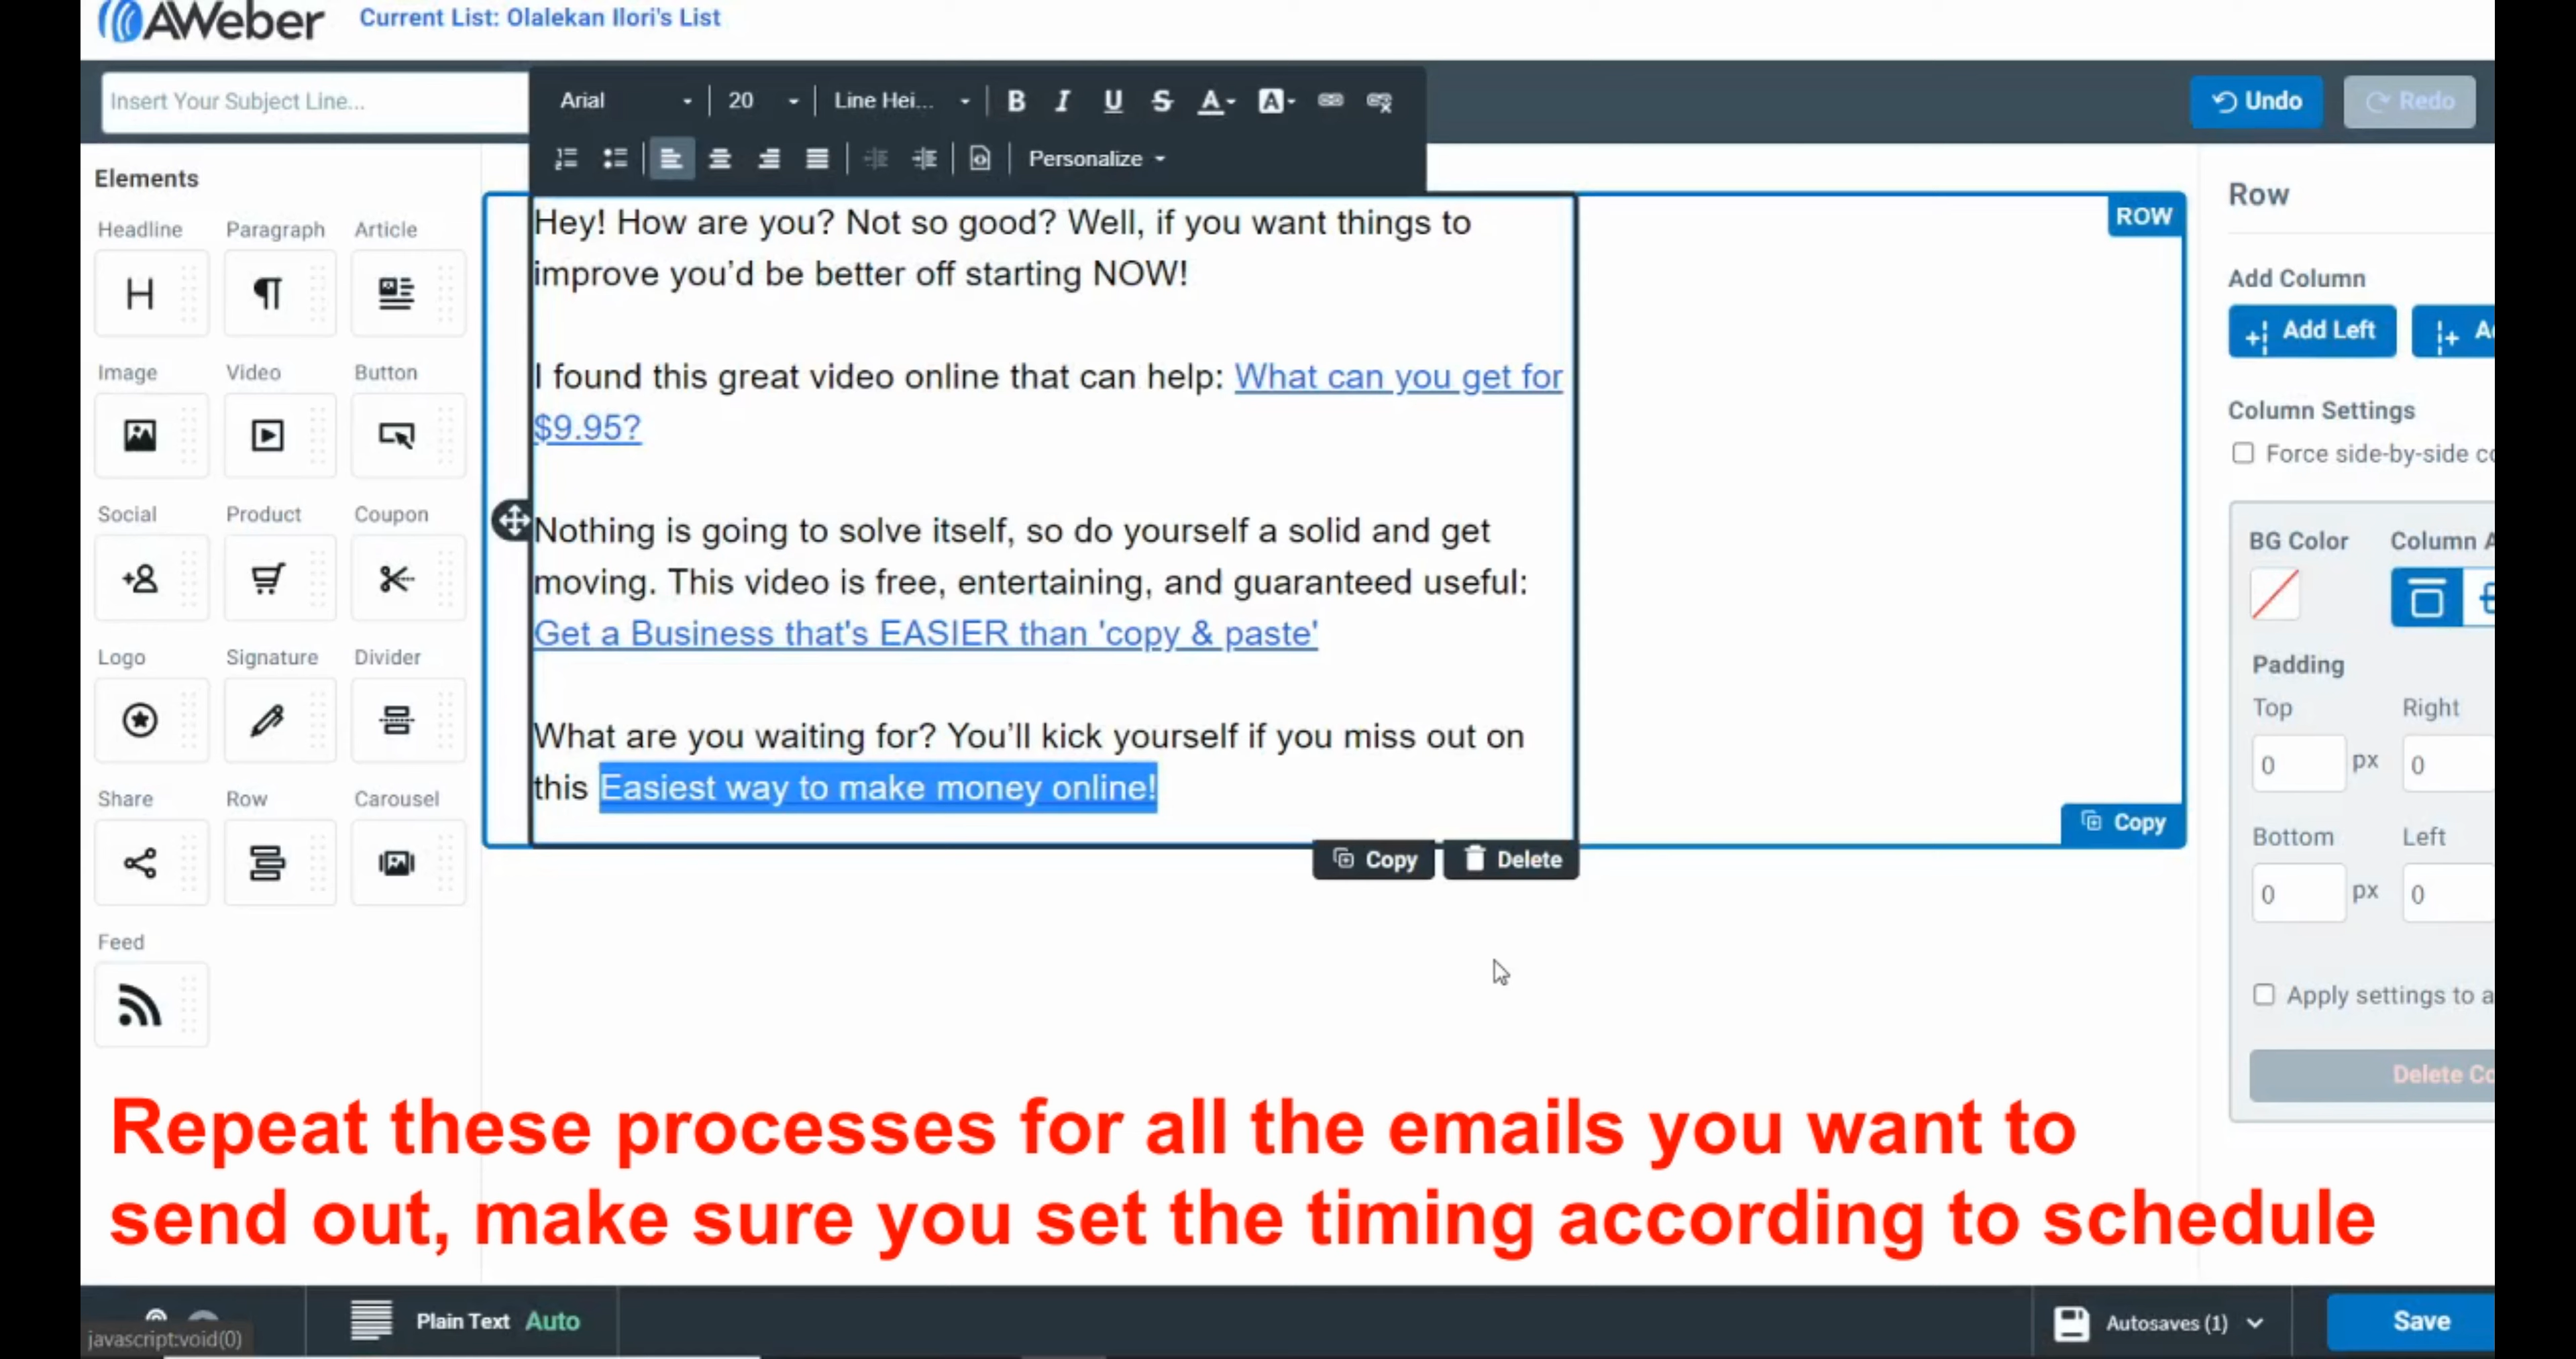 AWeber
Current List: Olalekan Ilori's List
Insert Your Subject Line...
Arial
20
Line Hei...
B I U S A A
Personalize
Undo
Redo
Elements
Headline
Paragraph
Article
H
Image
Video
Button
Social
Product
Coupon
Logo
Signature
Divider
Share
Row
Carousel
Feed
Hey! How are you? Not so good? Well, if you want things to
improve you’d be better off starting NOW!
I found this great video online that can help: What can you get for
$9.95?
Nothing is going to solve itself, so do yourself a solid and get
moving. This video is free, entertaining, and guaranteed useful:
Get a Business that's EASIER than 'copy & paste'
What are you waiting for? You’ll kick yourself if you miss out on
this Easiest way to make money online!
ROW
Copy
Copy
Delete
Row
Add Column
Add Left
Column Settings
Force side-by-side
BG Color
Column
Padding
Top
Right
0
px
0
Bottom
Left
0
px
0
Apply settings to
Delete
Repeat these processes for all the emails you want to
send out, make sure you set the timing according to schedule
javascript:void(0)
Plain Text Auto
Autosaves (1)
Save